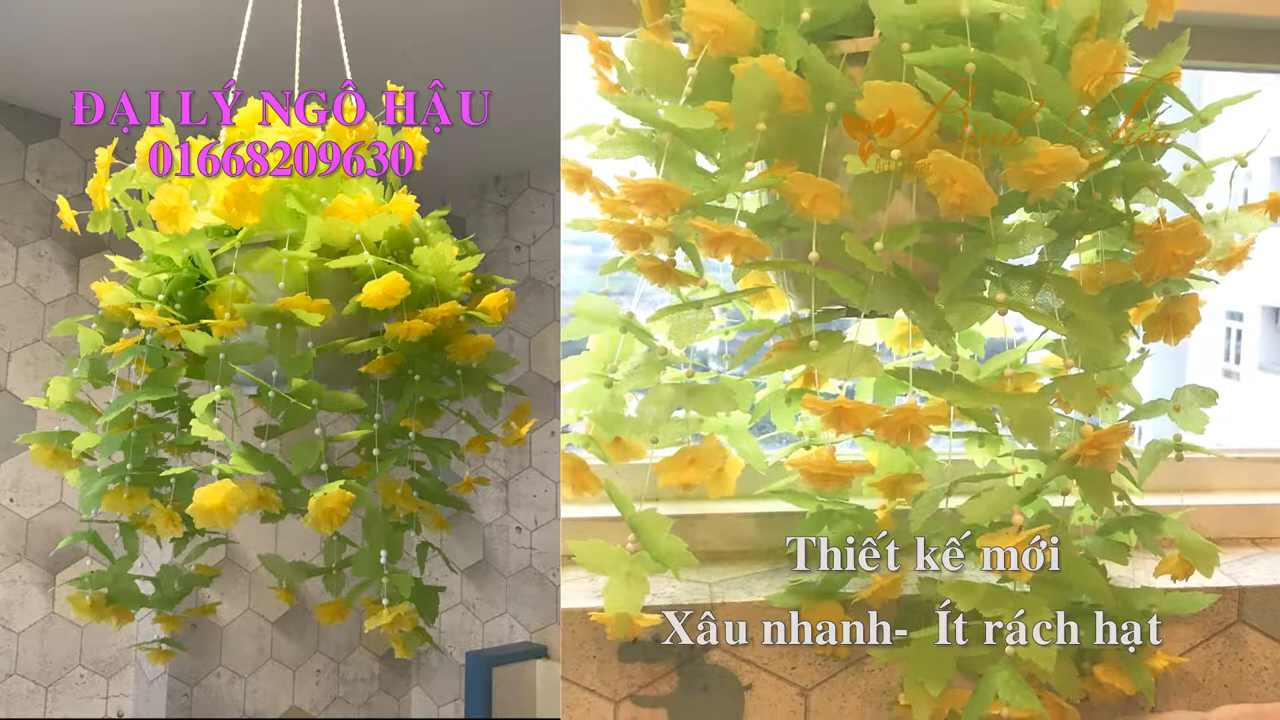 ĐẠI LÝ NGÔ HẬU
01668209630
Thiết kế mới
Xâu nhanh- Ít rách hạt